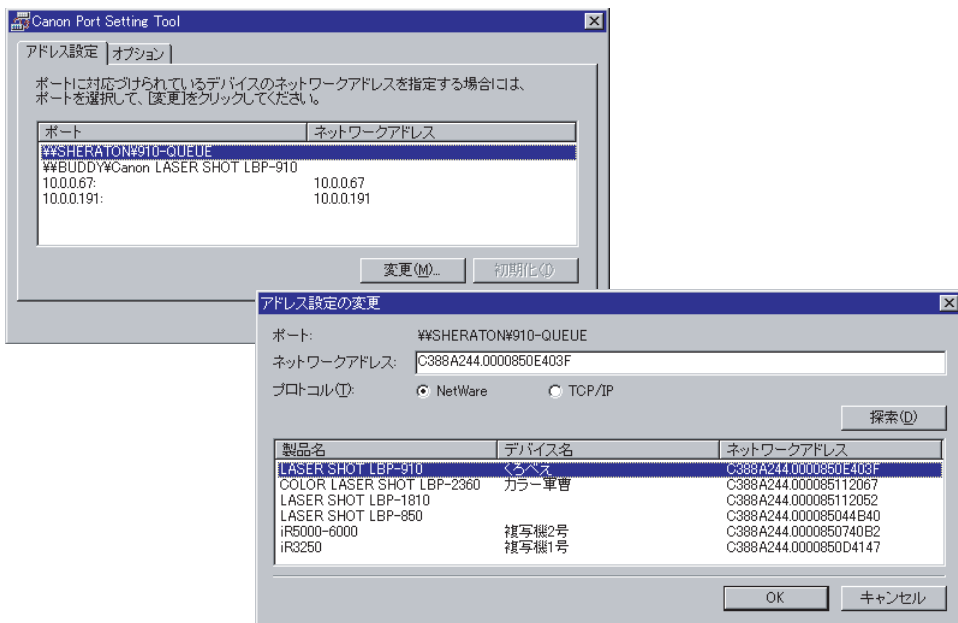 Canon Port Setting Tool
アドレス設定 オプション
ポートに対応づけられているデバイスのネットワークアドレスを指定する場合には、
ポートを選択して、[変更]をクリックしてください。
ポート ネットワークアドレス
¥¥SHERATON¥910-QUEUE
¥¥BUDDY¥Canon LASER SHOT LBP-910
10.0.0.67: 10.0.0.67
10.0.0.191: 10.0.0.191
変更(M)... 初期化(I)
アドレス設定の変更
ポート: ¥¥SHERATON¥910-QUEUE
ネットワークアドレス: C388A244.0000850E403F
プロトコル(T): NetWare TCP/IP
探索(D)
製品名 デバイス名 ネットワークアドレス
LASER SHOT LBP-910 くろべえ C388A244.0000850E403F
COLOR LASER SHOT LBP-2360 カラー軍曹 C388A244.000085112067
LASER SHOT LBP-1810 C388A244.000085112052
LASER SHOT LBP-850 C388A244.000085044B40
iR5000-6000 複写機2号 C388A244.0000850740B2
iR3250 複写機1号 C388A244.0000850D4147
OK キャンセル